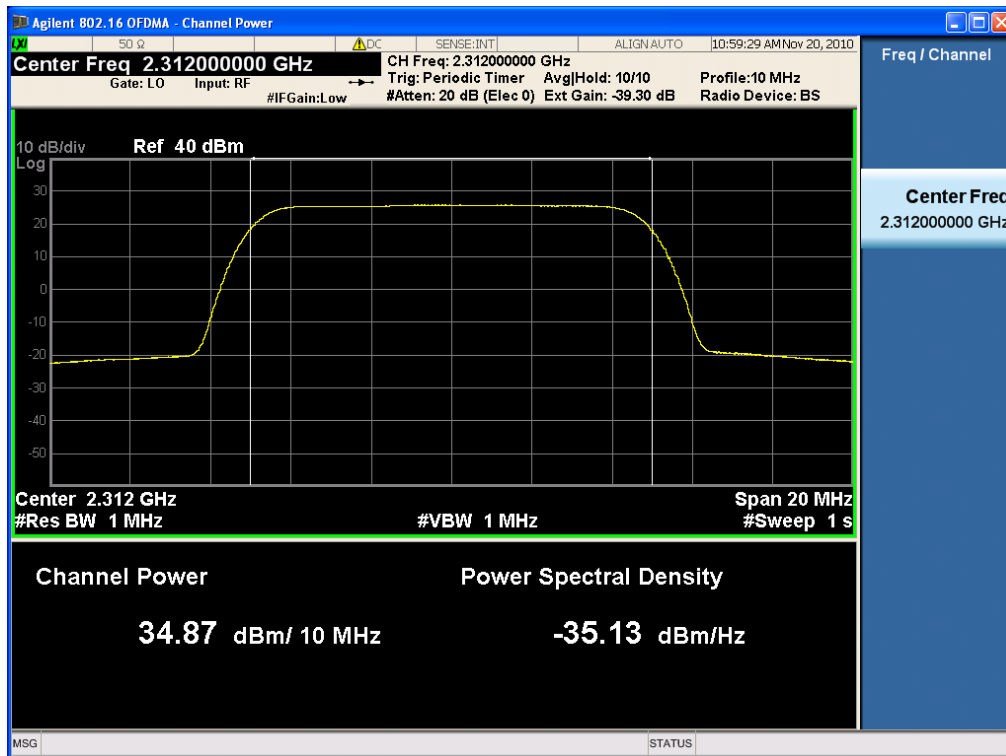 Agilent 802.16 OFDMA - Channel Power
LXI 50 Ω DC SENSE:INT ALIGN AUTO 10:59:29 AM Nov 20, 2010
Center Freq 2.312000000 GHz
Gate: LO Input: RF
#IFGain:Low
CH Freq: 2.312000000 GHz
Trig: Periodic Timer Avg|Hold: 10/10 Profile:10 MHz
#Atten: 20 dB (Elec 0) Ext Gain: -39.30 dB Radio Device: BS
Freq / Channel
Center Freq
2.312000000 GHz
10 dB/div Ref 40 dBm
Log
30
20
10
0
-10
-20
-30
-40
-50
Center 2.312 GHz Span 20 MHz
#Res BW 1 MHz #VBW 1 MHz #Sweep 1 s
Channel Power Power Spectral Density
34.87 dBm/ 10 MHz -35.13 dBm/Hz
MSG STATUS